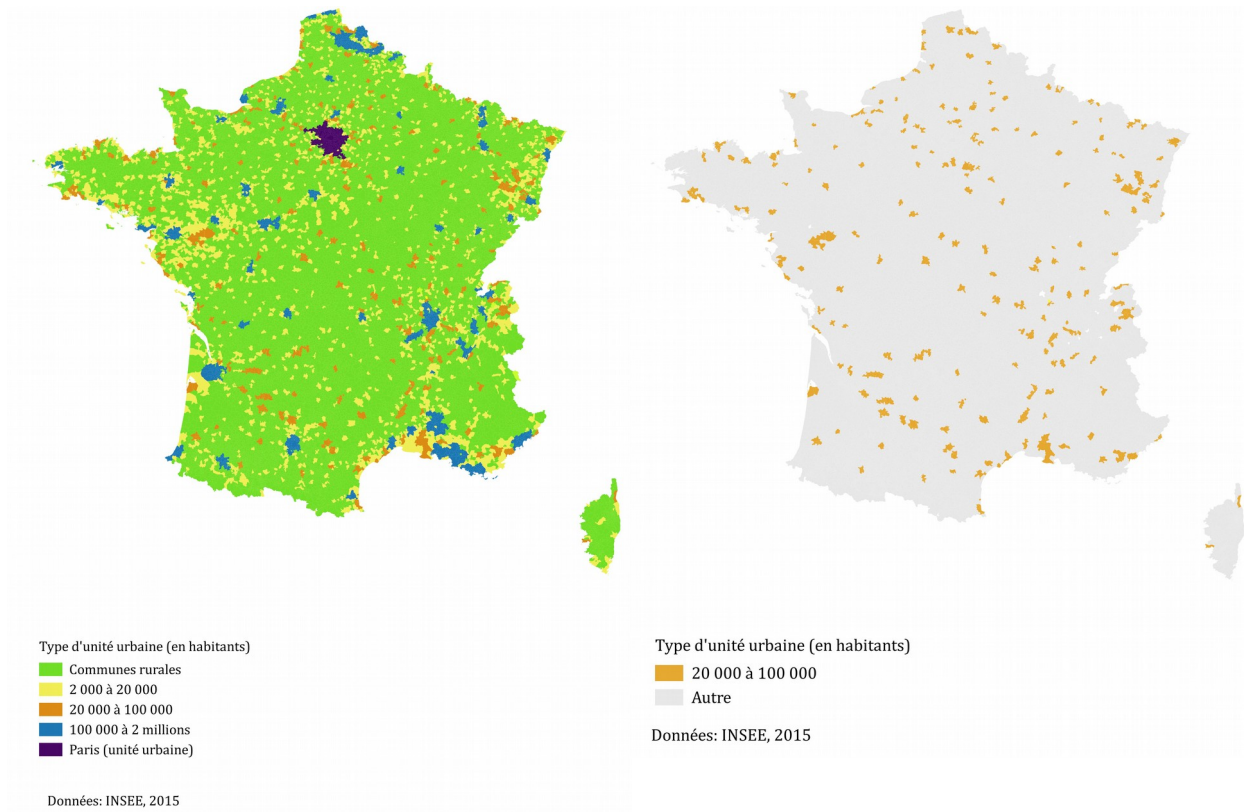 Type d'unité urbaine (en habitants)
Communes rurales
2 000 à 20 000
20 000 à 100 000
100 000 à 2 millions
Paris (unité urbaine)
Données: INSEE, 2015
Type d'unité urbaine (en habitants)
20 000 à 100 000
Autre
Données: INSEE, 2015